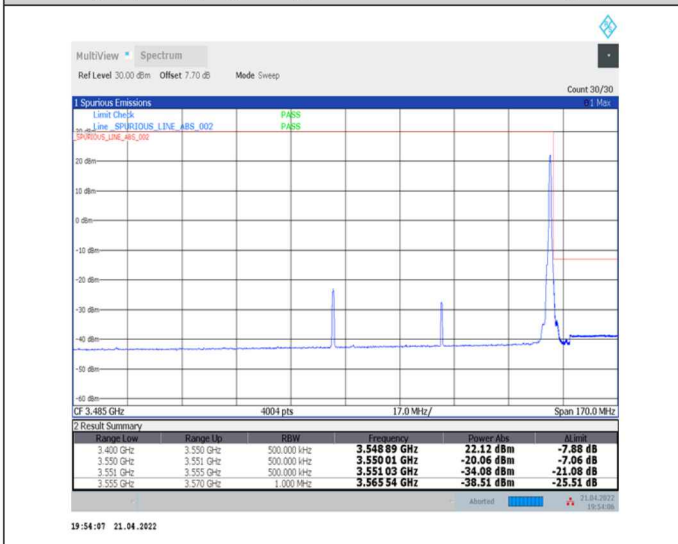 MultiView Spectrum
Ref Level 30.00 dBm Offset 7.70 dB Mode Sweep
Count 30/30
1 Spurious Emissions 1 Max
Limit Check PASS
Line _SPURIOUS_LINE_ABS_002 PASS
_SPURIOUS_LINE_ABS_002
20 dBm
10 dBm
0 dBm
-10 dBm
-20 dBm
-30 dBm
-40 dBm
-50 dBm
-60 dBm
CF 3.485 GHz 4004 pts 17.0 MHz/ Span 170.0 MHz
2 Result Summary
Range Low Range Up RBW Frequency Power Abs ΔLimit
3.400 GHz 3.550 GHz 500.000 kHz 3.548 89 GHz 22.12 dBm -7.88 dB
3.550 GHz 3.551 GHz 500.000 kHz 3.550 01 GHz -20.06 dBm -7.06 dB
3.551 GHz 3.555 GHz 500.000 kHz 3.551 03 GHz -34.08 dBm -21.08 dB
3.555 GHz 3.570 GHz 1.000 MHz 3.565 54 GHz -38.51 dBm -25.51 dB
Aborted 21.04.2022
19:54:06
19:54:07 21.04.2022